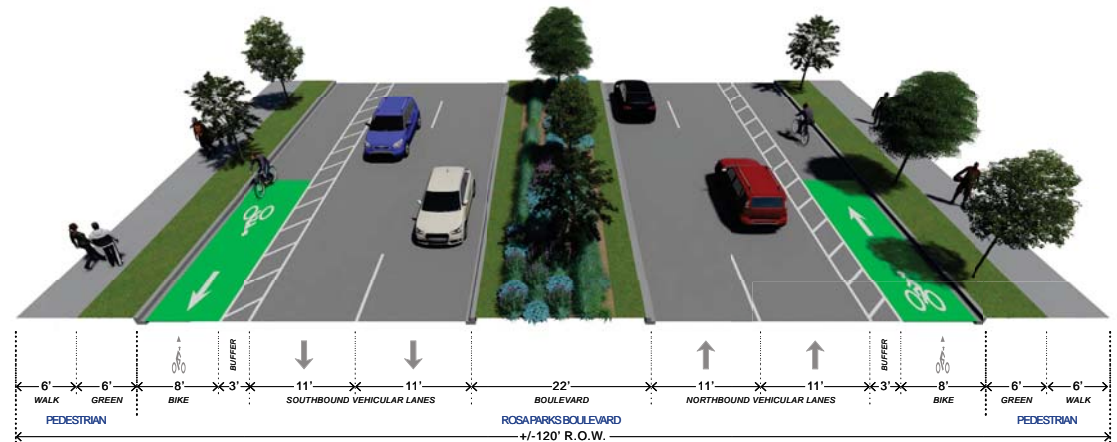 BUFFER BUFFER
6' 6' 8' 3' 11' 11' 22' 11' 11' 3' 8' 6' 6'
WALK GREEN BIKE SOUTHBOUND VEHICULAR LANES BOULEVARD NORTHBOUND VEHICULAR LANES BIKE GREEN WALK
PEDESTRIAN ROSA PARKS BOULEVARD PEDESTRIAN
+/-120' R.O.W.